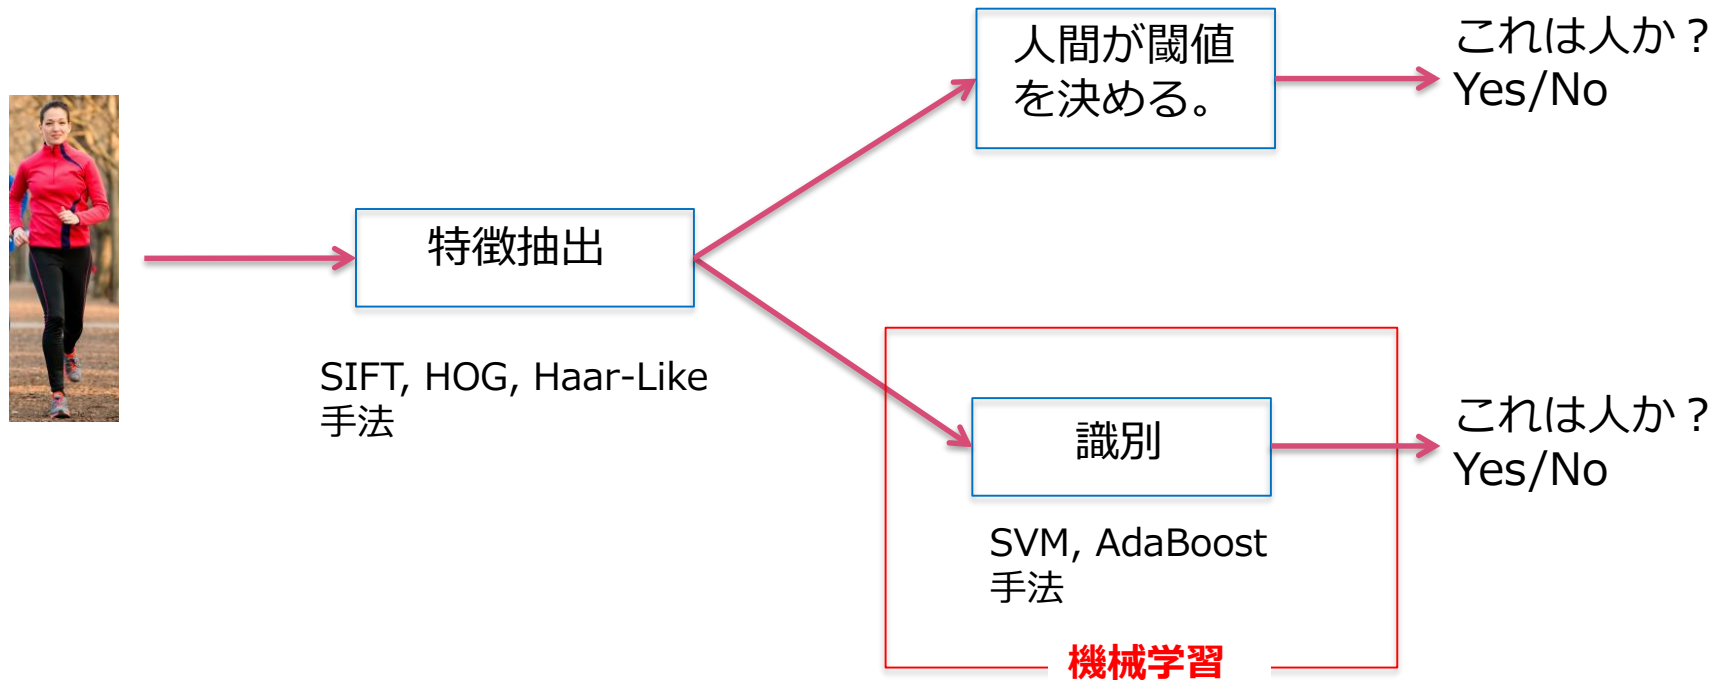 人間が閾値
を決める。
これは人か？
Yes/No
特徴抽出
SIFT, HOG, Haar-Like
手法
識別
これは人か？
Yes/No
SVM, AdaBoost
手法
機械学習